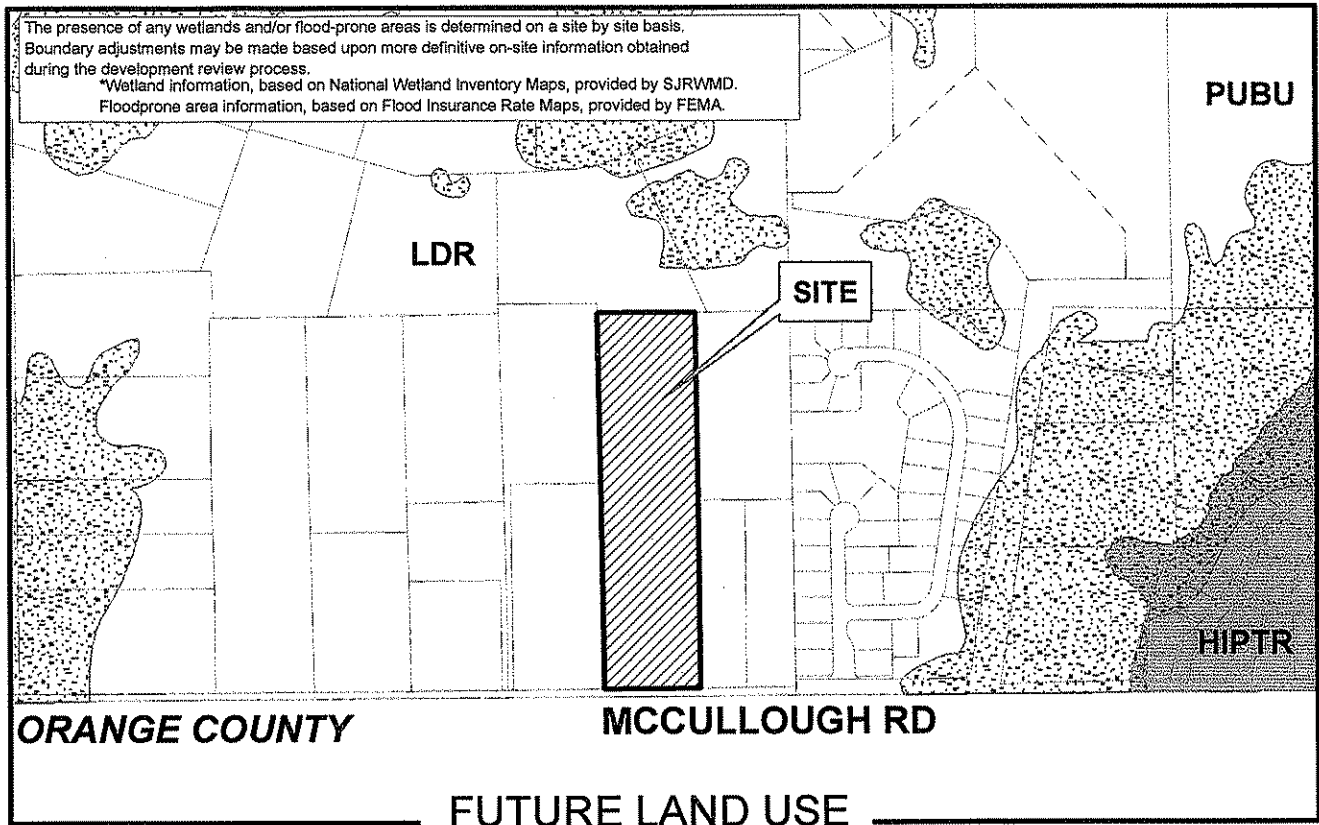 The presence of any wetlands and/or flood-prone areas is determined on a site by site basis.
Boundary adjustments may be made based upon more definitive on-site information obtained
during the development review process.
*Wetland information, based on National Wetland Inventory Maps, provided by SJRWMD.
Floodprone area information, based on Flood Insurance Rate Maps, provided by FEMA.
PUBU
LDR
SITE
HIPTR
ORANGE COUNTY
MCCULLOUGH RD
FUTURE LAND USE